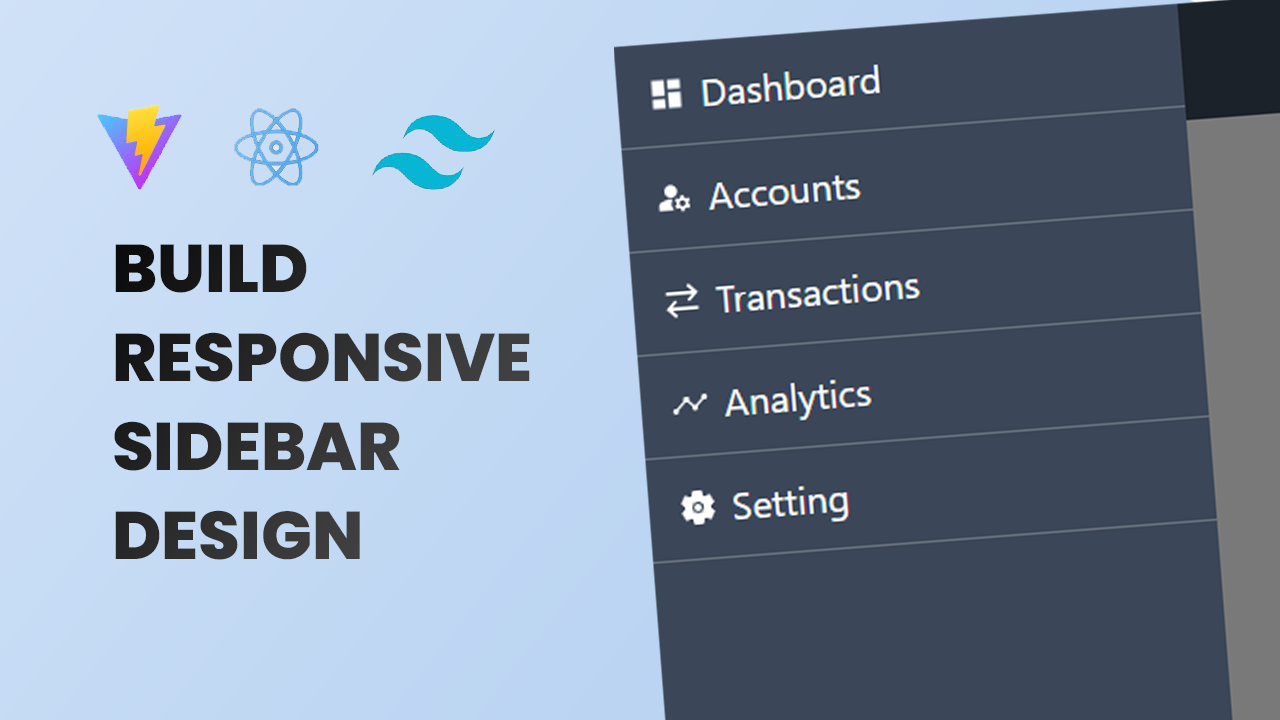 BUILD
RESPONSIVE
SIDEBAR
DESIGN
Dashboard
Accounts
Transactions
Analytics
Setting